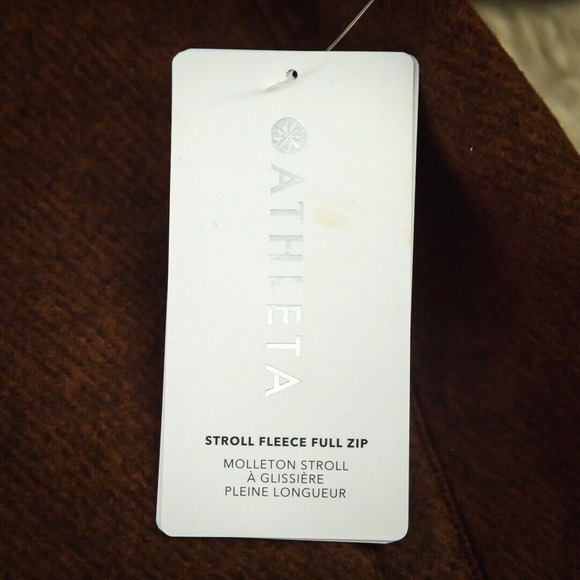 ATHLETA
STROLL FLEECE FULL ZIP
MOLLETON STROLL
À GLISSIÈRE
PLEINE LONGUEUR